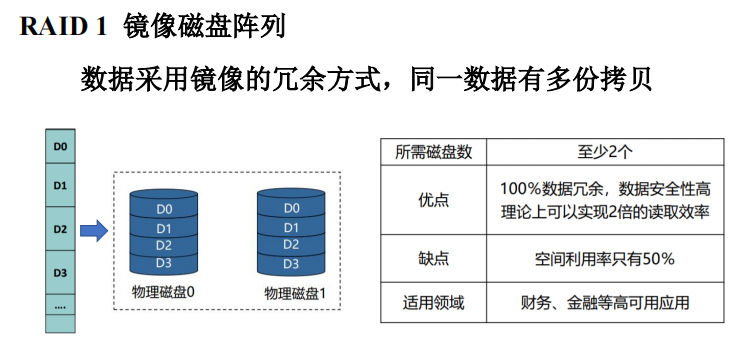 RAID 1 镜像磁盘阵列
数据采用镜像的冗余方式，同一数据有多份拷贝
D0
D1
D2
D3
....
D0
D1
D2
D3
物理磁盘0
D0
D1
D2
D3
物理磁盘1
所需磁盘数 至少2个
优点 100%数据冗余，数据安全性高
理论上可以实现2倍的读取效率
缺点 空间利用率只有50%
适用领域 财务、金融等高可用应用